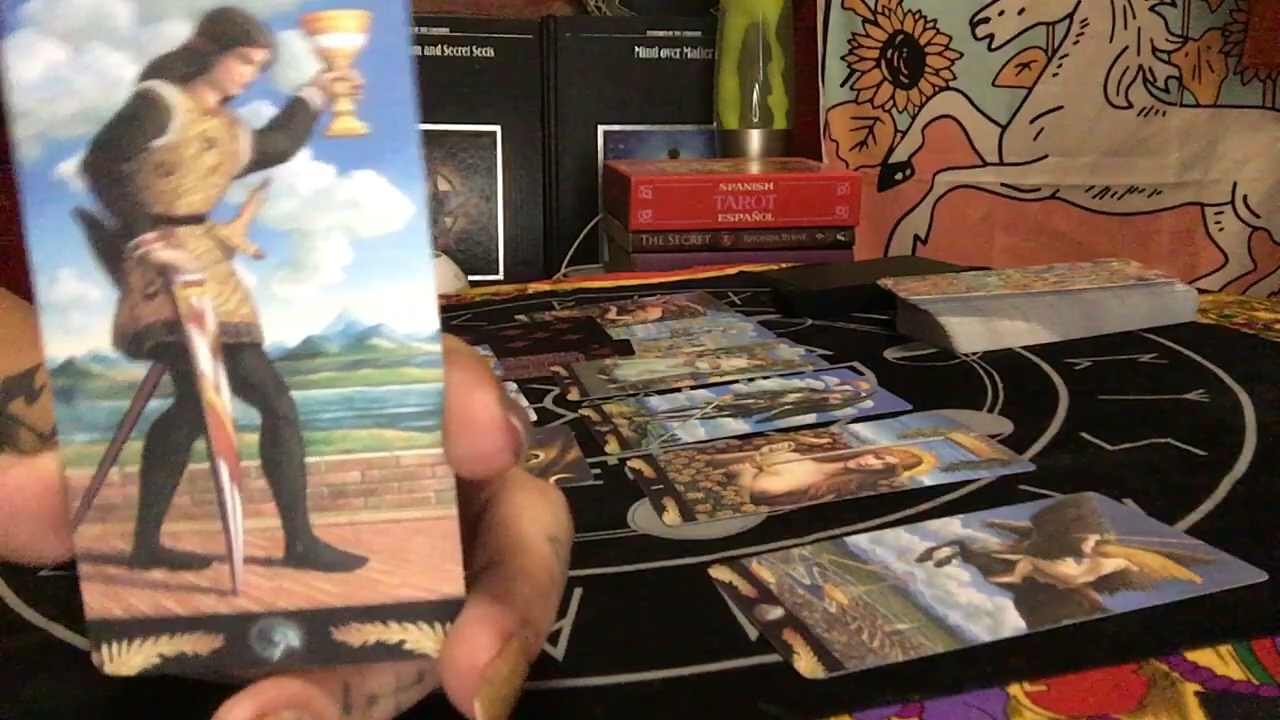 m and Secret Sects
Mind over Matter
SPANISH
TAROT
ESPAÑOL
THE SECRET RHONDA BYRNE